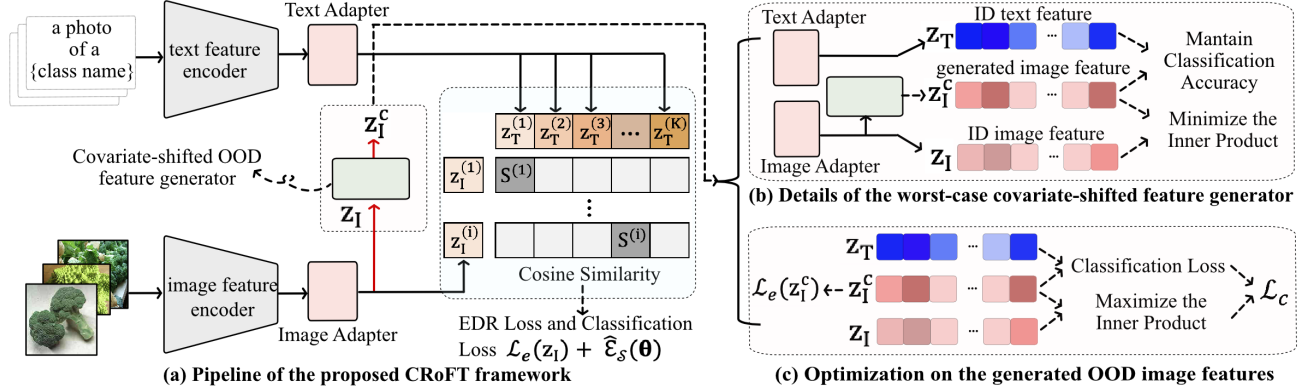 a photo
of a
{class name}
text feature
encoder
Text Adapter
z_I^c
Covariate-shifted OOD
feature generator
z_I
image feature
encoder
Image Adapter
z_T^(1) z_T^(2) z_T^(3) ... z_T^(K)
z_I^(1) S^(1)
⋮
z_I^(i) S^(i)
Cosine Similarity
EDR Loss and Classification
Loss ℒ_e(z_I) + ℰ̂_S(θ)
(a) Pipeline of the proposed CRoFT framework
Text Adapter
Image Adapter
ID text feature
z_T ...
generated image feature
z_I^c ...
ID image feature
z_I ...
Mantain
Classification
Accuracy
Minimize the
Inner Product
(b) Details of the worst-case covariate-shifted feature generator
z_T ...
ℒ_e(z_I^c) z_I^c ...
z_I ...
Classification Loss
Maximize the
Inner Product
ℒ_C
(c) Optimization on the generated OOD image features